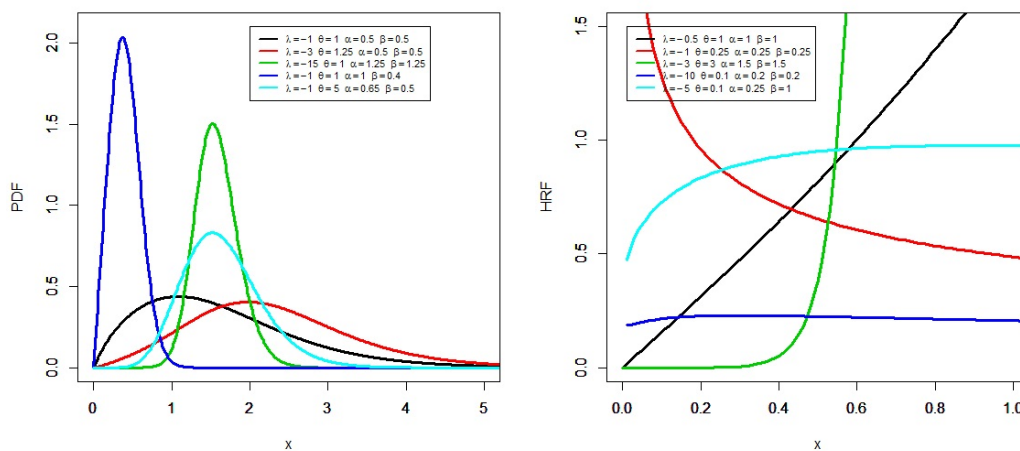 λ=−1 θ=1 α=0.5 β=0.5
λ=−3 θ=1.25 α=0.5 β=0.5
λ=−15 θ=1 α=1.25 β=1.25
λ=−1 θ=1 α=1 β=0.4
λ=−1 θ=5 α=0.65 β=0.5
PDF
2.0
1.5
1.0
0.5
0.0
0 1 2 3 4 5
x
λ=−0.5 θ=1 α=1 β=1
λ=−1 θ=0.25 α=0.25 β=0.25
λ=−3 θ=3 α=1.5 β=1.5
λ=−10 θ=0.1 α=0.2 β=0.2
λ=−5 θ=0.1 α=0.25 β=1
HRF
1.5
1.0
0.5
0.0
0.0 0.2 0.4 0.6 0.8 1.0
x